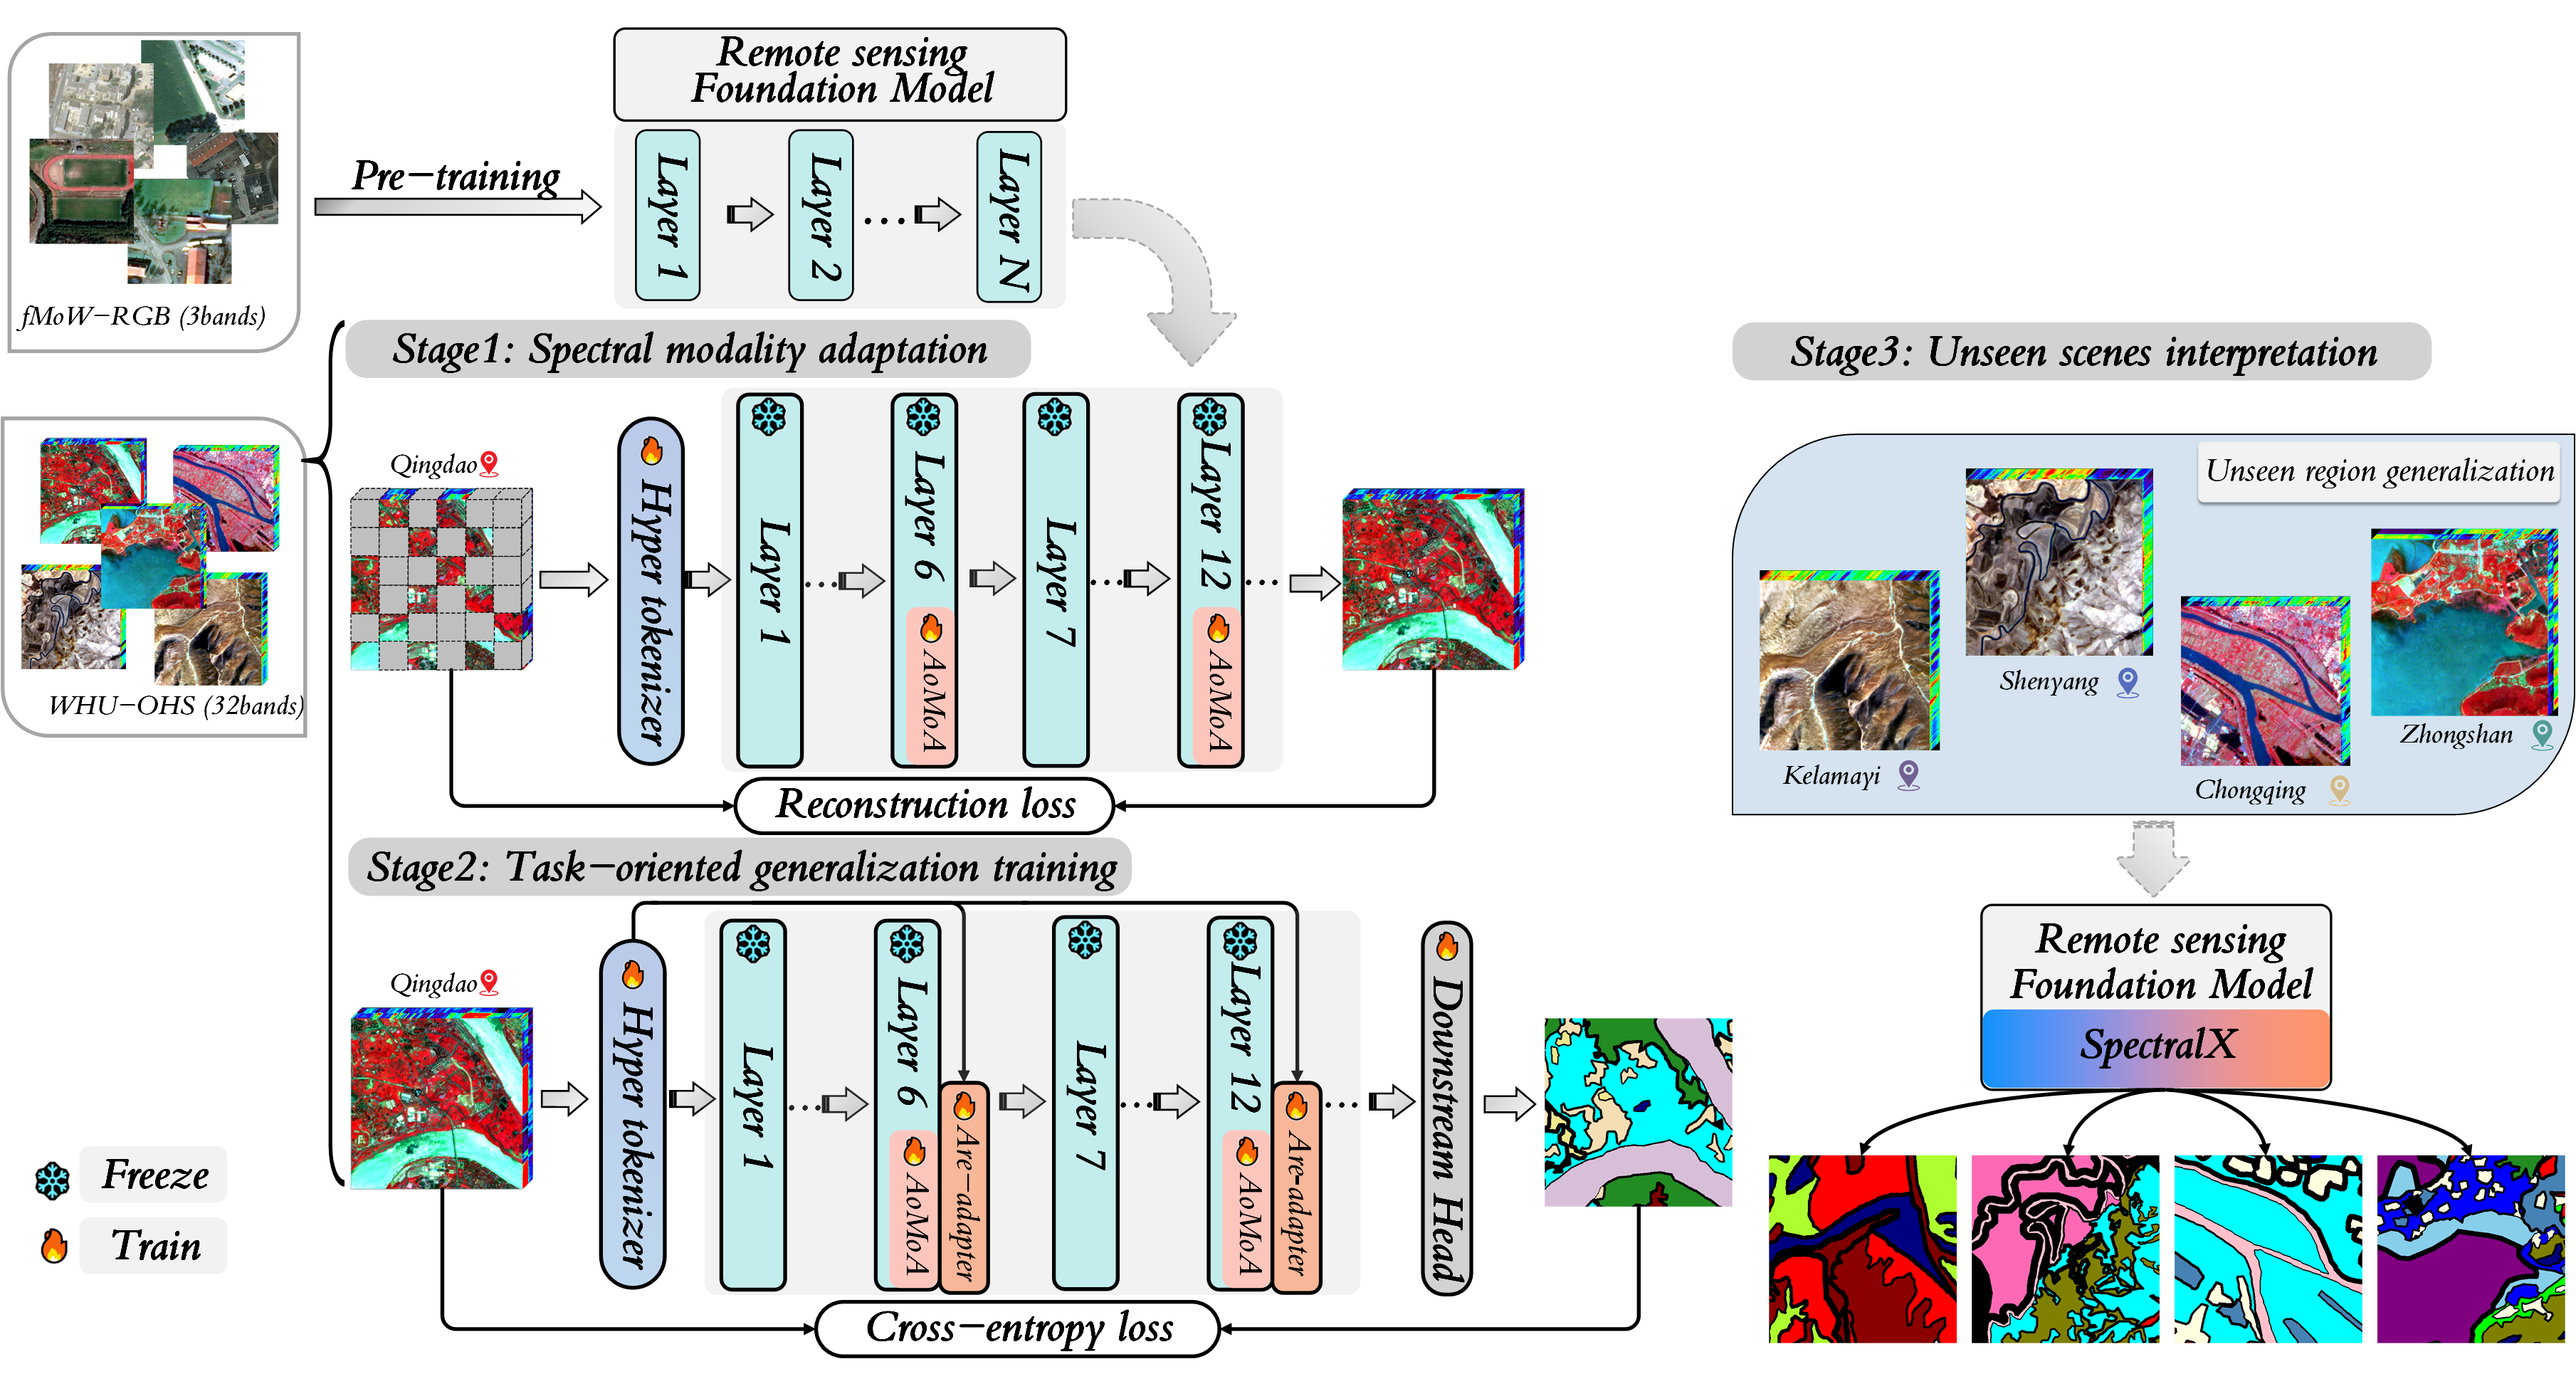 Remote sensing
Foundation Model
Layer 1
Layer 2
...
Layer N
Pre-training
fMoW-RGB (3bands)
Stage1: Spectral modality adaptation
WHU-OHS (32bands)
Qingdao
Hyper tokenizer
Layer 1
...
Layer 6
AoMoA
Layer 7
...
Layer 12
AoMoA
...
Reconstruction loss
Stage2: Task-oriented generalization training
Qingdao
Hyper tokenizer
Layer 1
...
Layer 6
AoMoA
Are-adapter
Layer 7
...
Layer 12
AoMoA
Are-adapter
...
Downstream Head
Cross-entropy loss
Freeze
Train
Stage3: Unseen scenes interpretation
Unseen region generalization
Kelamayi
Shenyang
Chongqing
Zhongshan
Remote sensing
Foundation Model
SpectralX